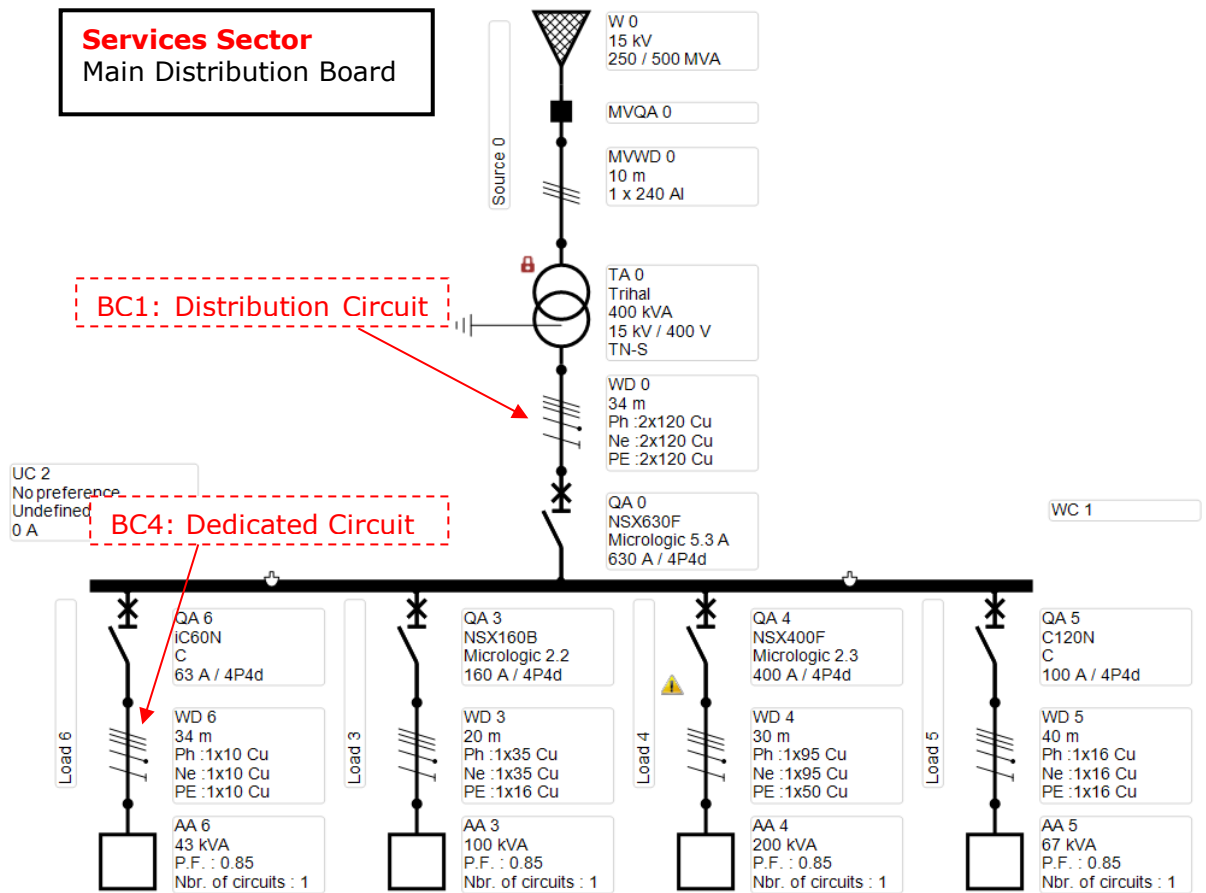 Services Sector
Main Distribution Board
W 0
15 kV
250 / 500 MVA
MVQA 0
Source 0
MVWD 0
10 m
1 x 240 Al
BC1: Distribution Circuit
TA 0
Trihal
400 kVA
15 kV / 400 V
TN-S
WD 0
34 m
Ph :2x120 Cu
Ne :2x120 Cu
PE :2x120 Cu
UC 2
No preference
Undefined
0 A
BC4: Dedicated Circuit
QA 0
NSX630F
Micrologic 5.3 A
630 A / 4P4d
WC 1
Load 6
QA 6
iC60N
C
63 A / 4P4d
WD 6
34 m
Ph :1x10 Cu
Ne :1x10 Cu
PE :1x10 Cu
AA 6
43 kVA
P.F. : 0.85
Nbr. of circuits : 1
Load 3
QA 3
NSX160B
Micrologic 2.2
160 A / 4P4d
WD 3
20 m
Ph :1x35 Cu
Ne :1x35 Cu
PE :1x16 Cu
AA 3
100 kVA
P.F. : 0.85
Nbr. of circuits : 1
Load 4
QA 4
NSX400F
Micrologic 2.3
400 A / 4P4d
WD 4
30 m
Ph :1x95 Cu
Ne :1x95 Cu
PE :1x50 Cu
AA 4
200 kVA
P.F. : 0.85
Nbr. of circuits : 1
Load 5
QA 5
C120N
C
100 A / 4P4d
WD 5
40 m
Ph :1x16 Cu
Ne :1x16 Cu
PE :1x16 Cu
AA 5
67 kVA
P.F. : 0.85
Nbr. of circuits : 1